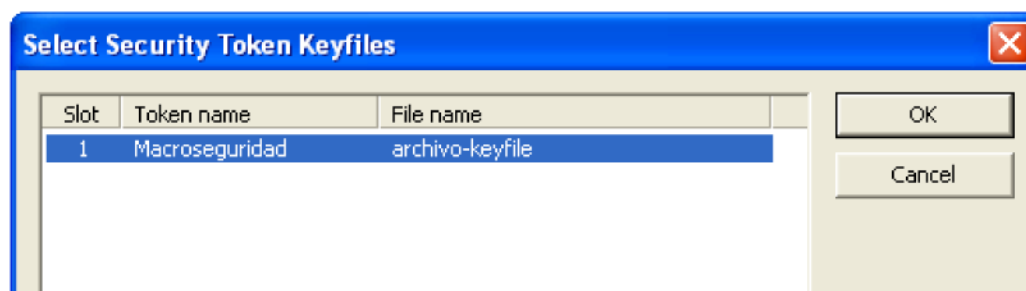 Select Security Token Keyfiles
Slot Token name File name
OK
1 Macroseguridad archivo-keyfile
Cancel